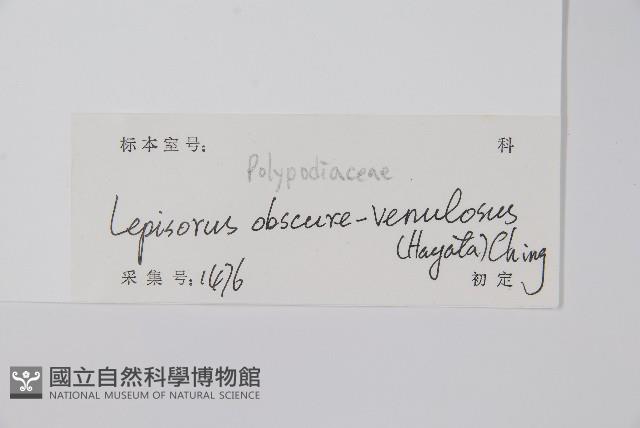 标本室号: 科
Polypodiaceae
Lepisorus obscure-venulosus
(Hayata) Ching
采集号: 1476 初定
國立自然科學博物館
NATIONAL MUSEUM OF NATURAL SCIENCE